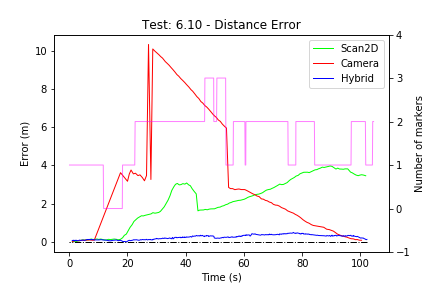 Test: 6.10 - Distance Error
Scan2D
Camera
Hybrid
10
8
6
4
2
0
Error (m)
4
3
2
1
0
−1
Number of markers
0 20 40 60 80 100
Time (s)